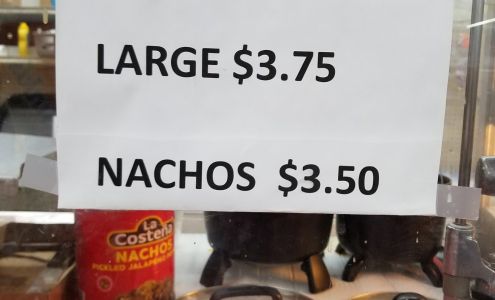 LARGE $3.75
NACHOS $3.50
La
Costeña
NACHOS
PICKLED JALAPEÑO